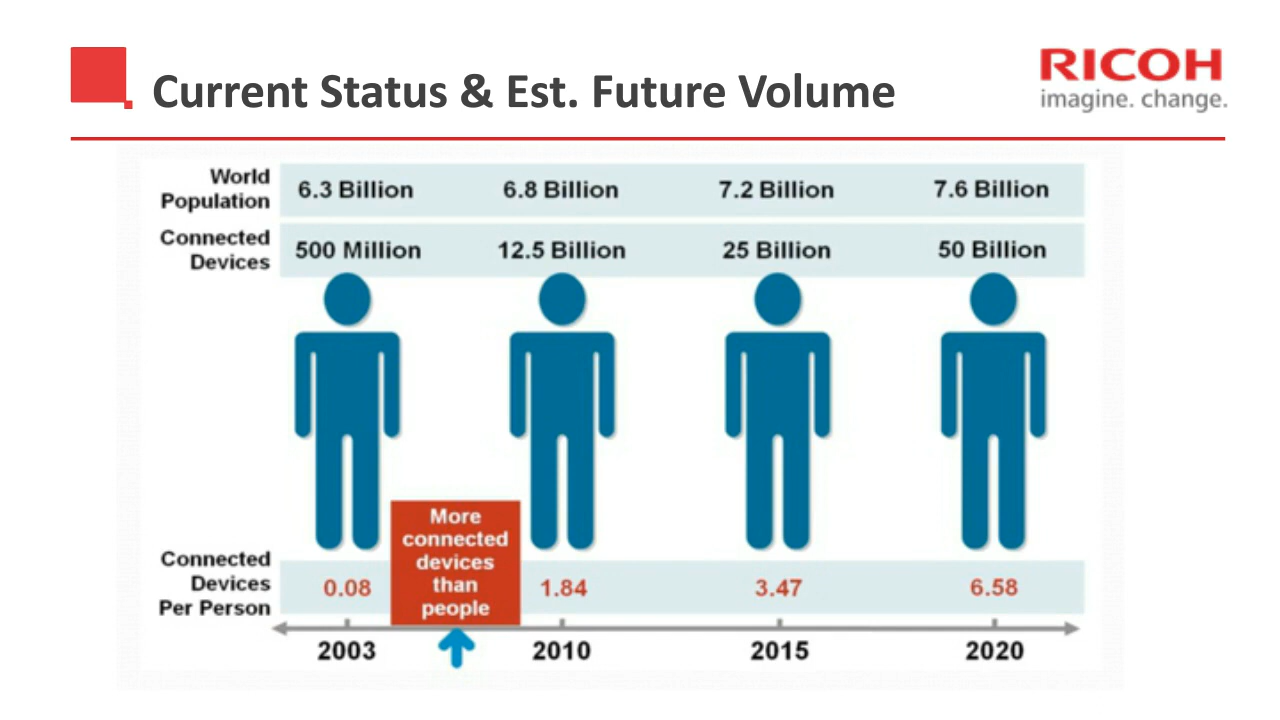 Current Status & Est. Future Volume
RICOH
imagine. change.
World
Population
6.3 Billion
6.8 Billion
7.2 Billion
7.6 Billion
Connected
Devices
500 Million
12.5 Billion
25 Billion
50 Billion
More
connected
devices
than
people
Connected
Devices
Per Person
0.08
1.84
3.47
6.58
2003
2010
2015
2020